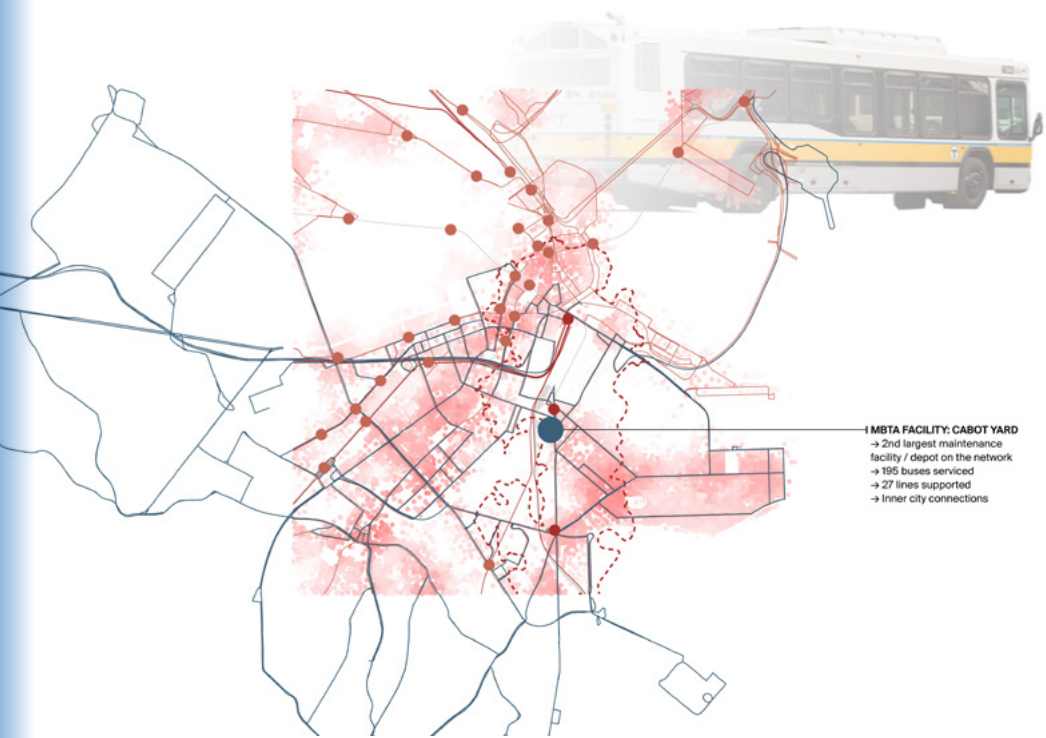 MBTA FACILITY: CABOT YARD
→ 2nd largest maintenance
facility / depot on the network
→ 195 buses serviced
→ 27 lines supported
→ Inner city connections